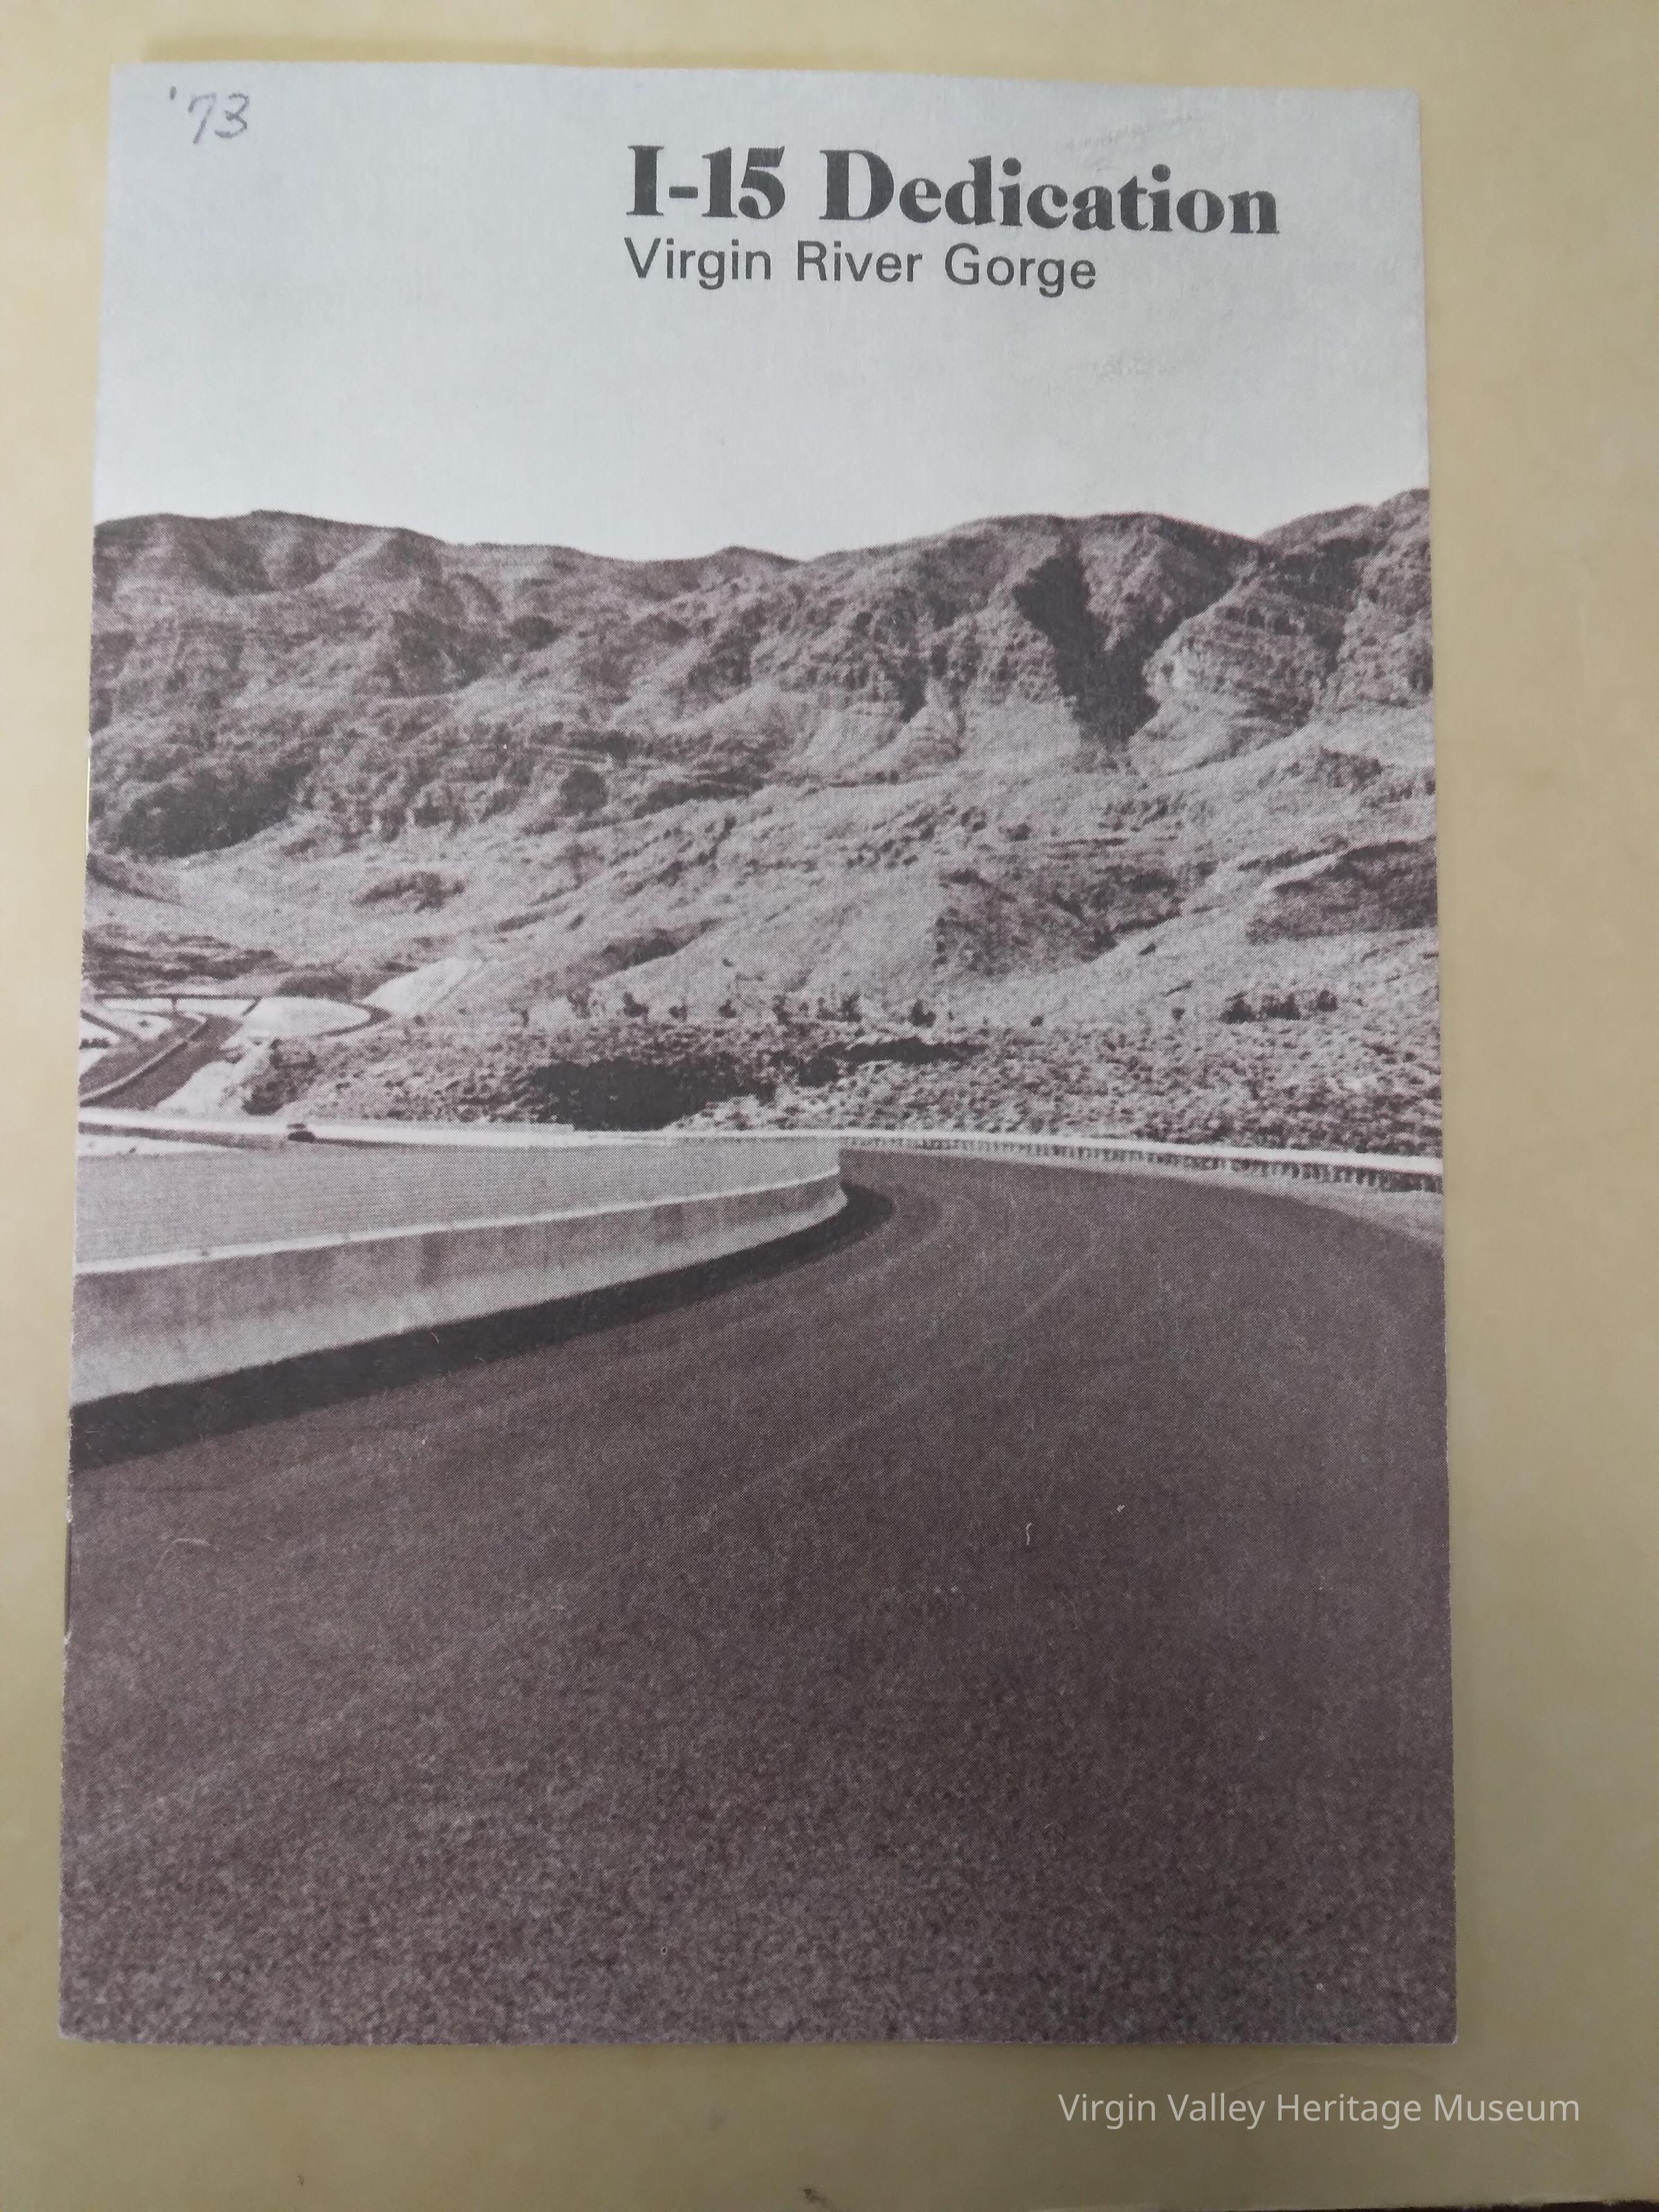 '73
I-15 Dedication
Virgin River Gorge
Virgin Valley Heritage Museum